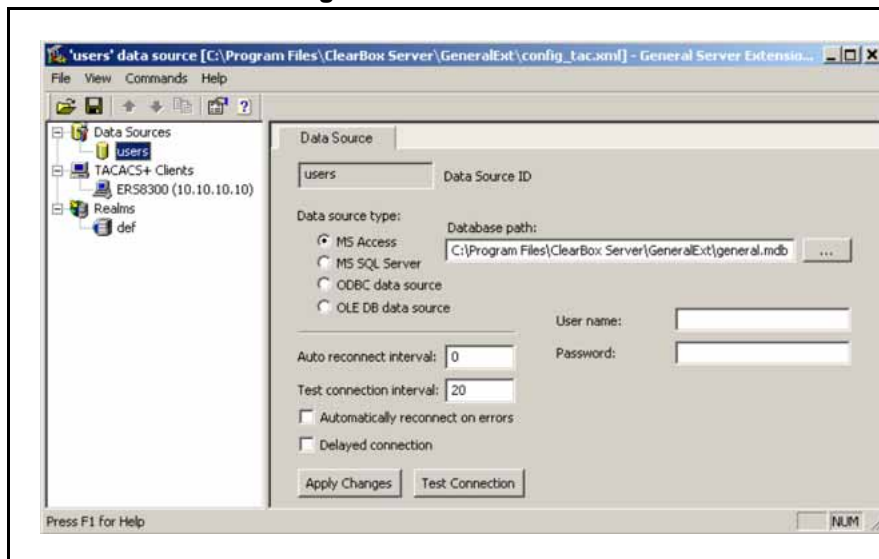 'users' data source [C:\Program Files\ClearBox Server\GeneralExt\config_tac.xml] - General Server Extensio...
File View Commands Help
Data Sources
users
TACACS+ Clients
ERS8300 (10.10.10.10)
Realms
def
Data Source
users
Data Source ID
Data source type:
MS Access
MS SQL Server
ODBC data source
OLE DB data source
Database path:
C:\Program Files\ClearBox Server\GeneralExt\general.mdb
...
User name:
Password:
Auto reconnect interval: 0
Test connection interval: 20
Automatically reconnect on errors
Delayed connection
Apply Changes
Test Connection
Press F1 for Help
NUM